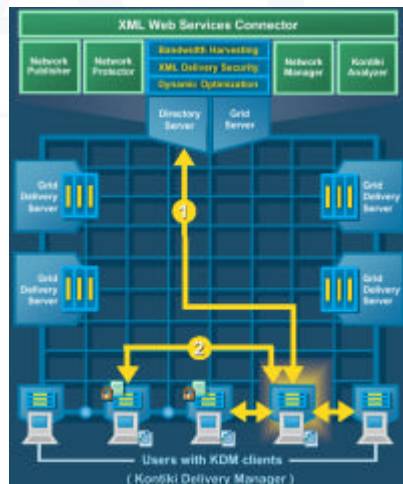 XML Web Services Connector
Network Publisher
Network Protector
Bandwidth Harvesting
XML Delivery Security
Dynamic Optimization
Network Manager
Kontiki Analyzer
Directory Server
Grid Server
Grid Delivery Server
Grid Delivery Server
Grid Delivery Server
Grid Delivery Server
1
2
Users with KDM clients
( Kontiki Delivery Manager )